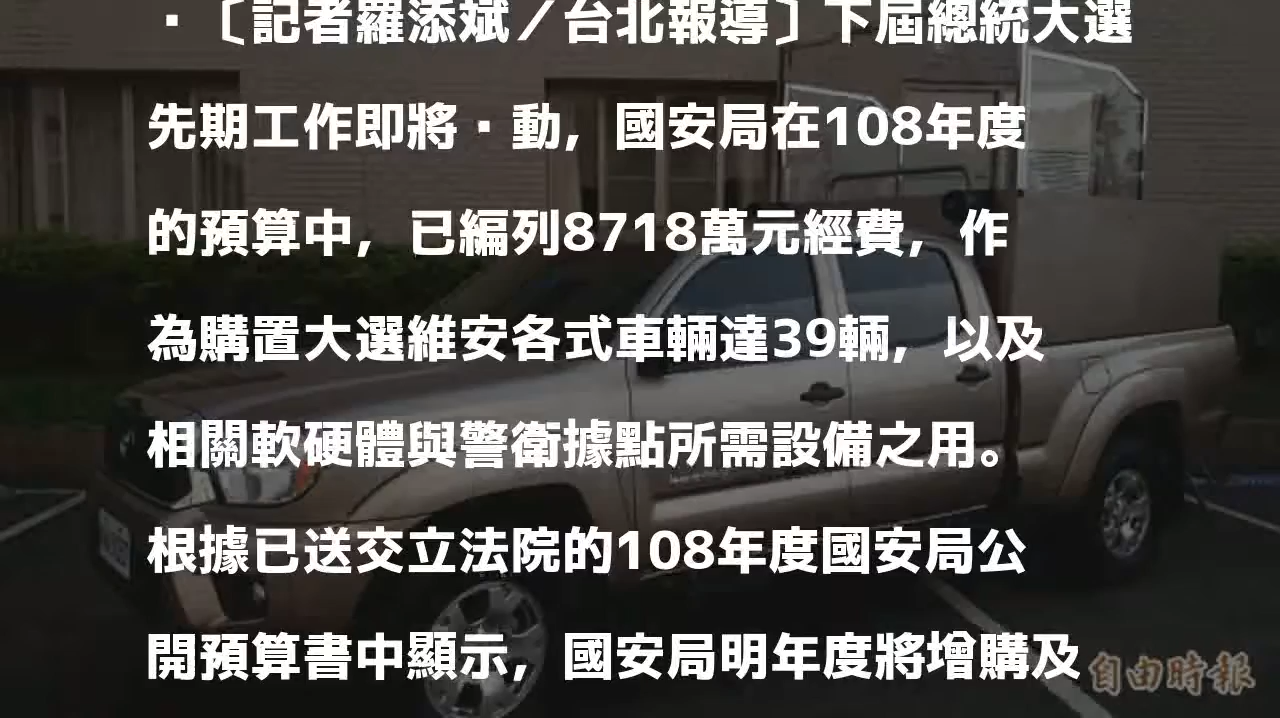 ▪〔記者羅添斌／台北報導〕下屆總統大選
先期工作即將▪動，國安局在108年度
的預算中，已編列8718萬元經費，作
為購置大選維安各式車輛達39輛，以及
相關軟硬體與警衛據點所需設備之用。
根據已送交立法院的108年度國安局公
開預算書中顯示，國安局明年度將增購及
自由時報